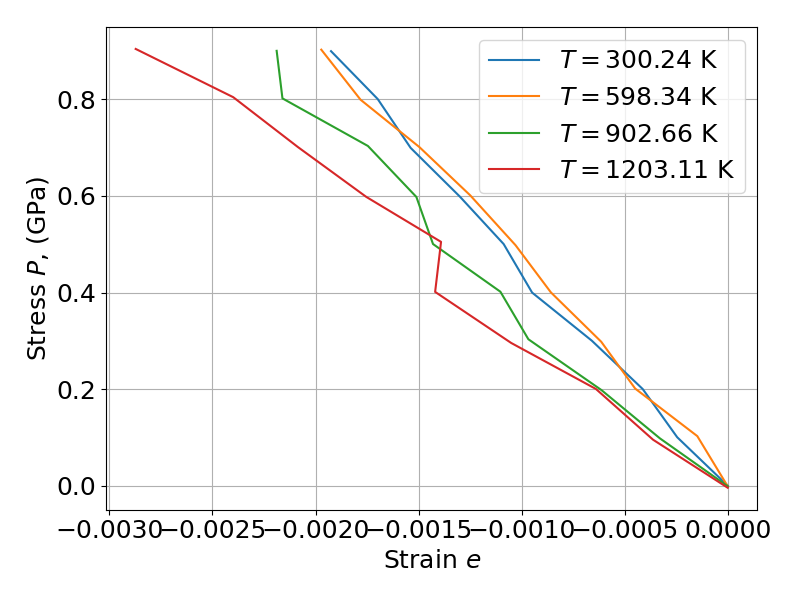 T = 300.24 K
T = 598.34 K
T = 902.66 K
T = 1203.11 K
Stress P, (GPa)
0.8
0.6
0.4
0.2
0.0
−0.0030 −0.0025 −0.0020 −0.0015 −0.0010 −0.0005 0.0000
Strain e